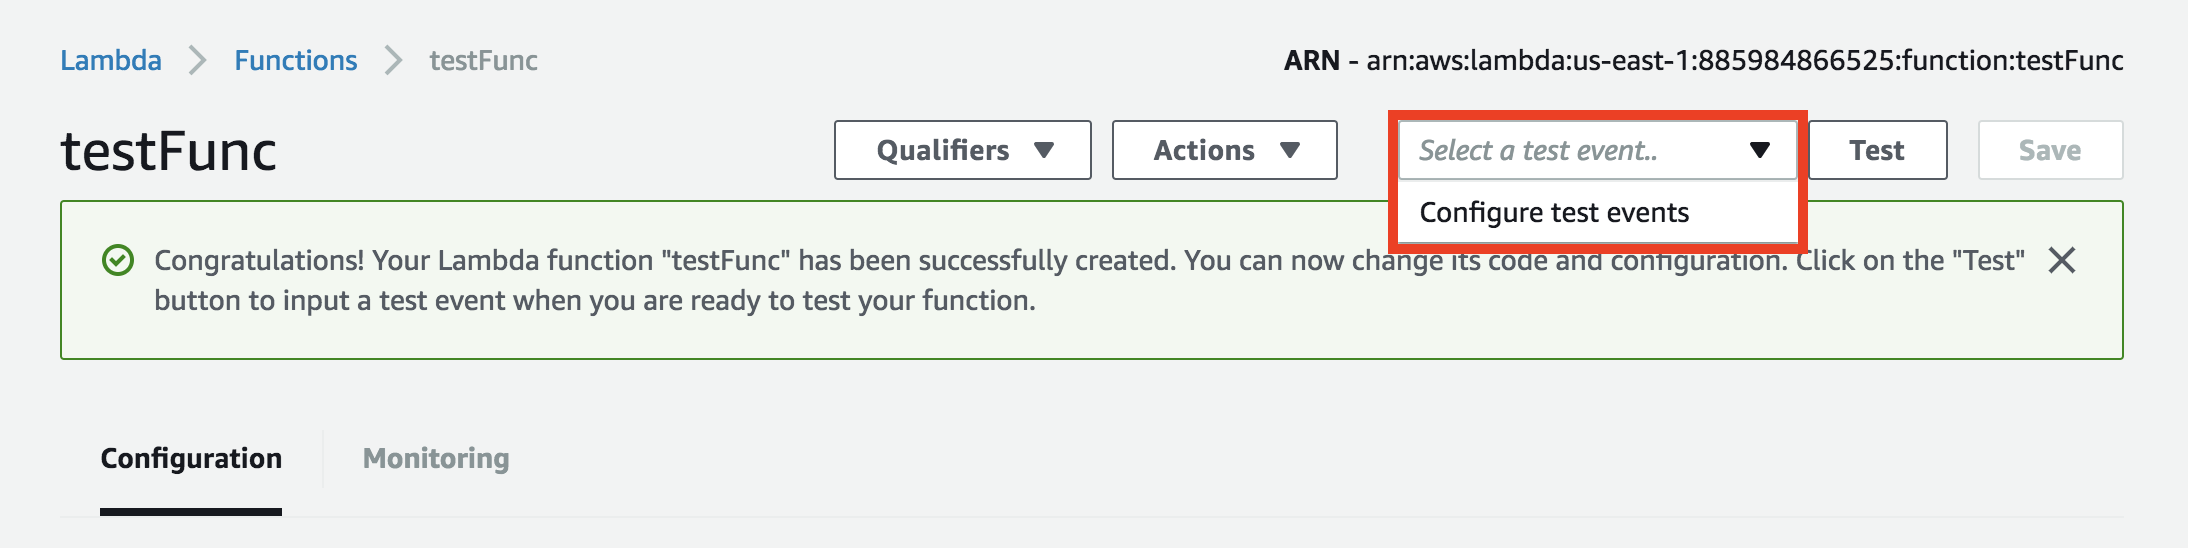 Lambda Functions testFunc
ARN - arn:aws:lambda:us-east-1:885984866525:function:testFunc
testFunc
Qualifiers
Actions
Select a test event..
Test
Save
Configure test events
Congratulations! Your Lambda function "testFunc" has been successfully created. You can now change its code and configuration. Click on the "Test"
button to input a test event when you are ready to test your function.
Configuration
Monitoring